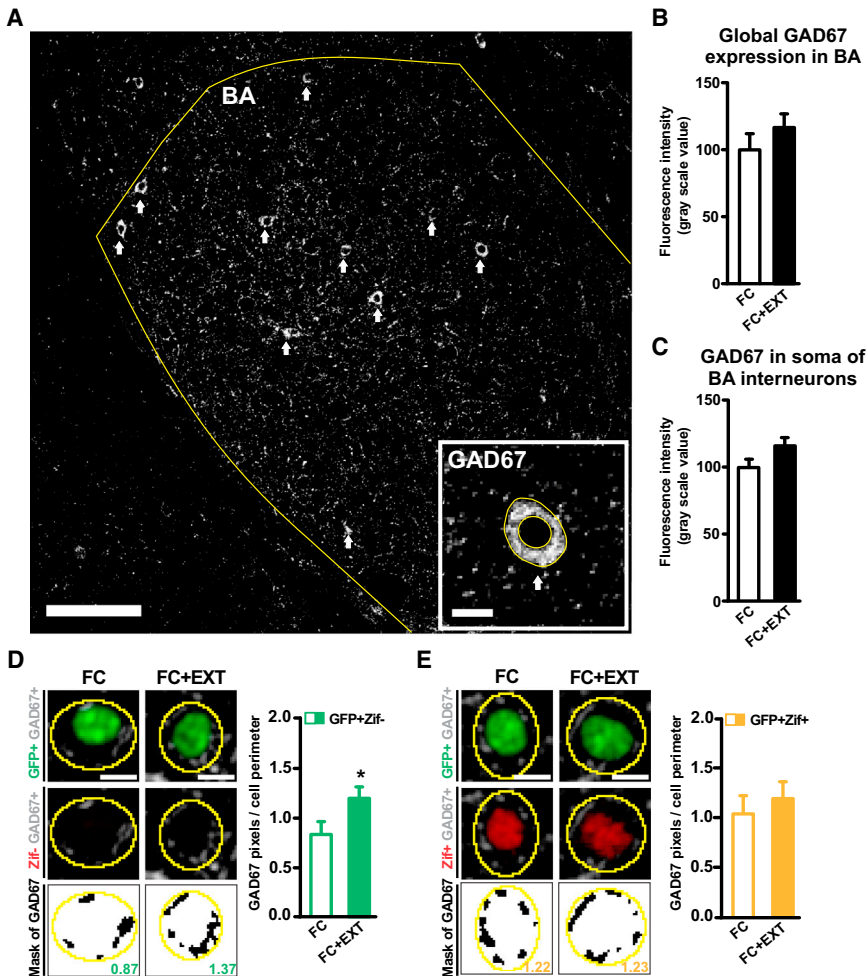 A
BA
GAD67
B
Global GAD67
expression in BA
Fluorescence intensity
(gray scale value)
150
100
50
0
FC
FC+EXT
C
GAD67 in soma of
BA interneurons
Fluorescence intensity
(gray scale value)
150
100
50
0
FC
FC+EXT
D
FC
FC+EXT
GFP+ GAD67+
Zif- GAD67+
Mask of GAD67
0.87
1.37
GAD67 pixels / cell perimeter
2.0
1.5
1.0
0.5
0.0
GFP+Zif-
*
FC
FC+EXT
E
FC
FC+EXT
GFP+ GAD67+
Zif+ GAD67+
Mask of GAD67
1.22
1.23
GAD67 pixels / cell perimeter
2.0
1.5
1.0
0.5
0.0
GFP+Zif+
FC
FC+EXT